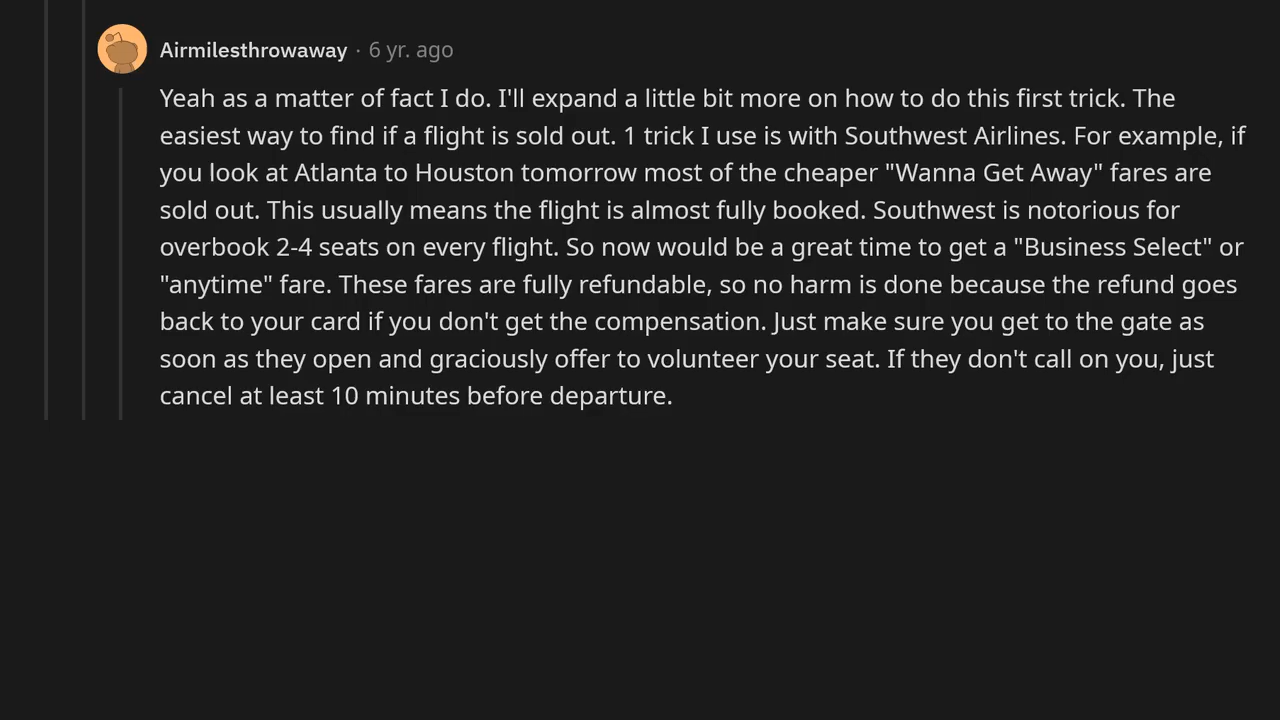 Airmilesthrowaway · 6 yr. ago
Yeah as a matter of fact I do. I'll expand a little bit more on how to do this first trick. The
easiest way to find if a flight is sold out. 1 trick I use is with Southwest Airlines. For example, if
you look at Atlanta to Houston tomorrow most of the cheaper "Wanna Get Away" fares are
sold out. This usually means the flight is almost fully booked. Southwest is notorious for
overbook 2-4 seats on every flight. So now would be a great time to get a "Business Select" or
"anytime" fare. These fares are fully refundable, so no harm is done because the refund goes
back to your card if you don't get the compensation. Just make sure you get to the gate as
soon as they open and graciously offer to volunteer your seat. If they don't call on you, just
cancel at least 10 minutes before departure.